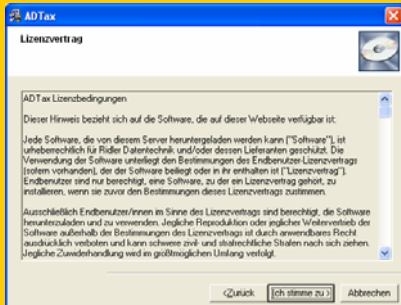 ADTax
Lizenzvertrag
ADTax Lizenzbedingungen
Dieser Hinweis bezieht sich auf die Software, die auf dieser Webseite verfügbar ist.
Jede Software, die von diesem Server heruntergeladen werden kann ("Software"), ist
urheberrechtlich für Ridler Datentechnik und/oder dessen Lieferanten geschützt. Die
Verwendung der Software unterliegt den Bestimmungen des Endbenutzer-Lizenzvertrags
(sofern vorhanden), der der Software beiliegt oder in ihr enthalten ist ("Lizenzvertrag").
Endbenutzer sind nur berechtigt, eine Software, zu der ein Lizenzvertrag gehört, zu
installieren, wenn sie zuvor den Bestimmungen dieses Lizenzvertrags zustimmen.
Ausschließlich Endbenutzer/innen im Sinne des Lizenzvertrags sind berechtigt, die Software
herunterzuladen und zu verwenden. Jegliche Reproduktion oder jeglicher Weitervertrieb der
Software außerhalb der Bestimmungen des Lizenzvertrags ist durch anwendbares Recht
ausdrücklich verboten und kann schwere zivil- und strafrechtliche Strafen nach sich ziehen.
Jegliche Zuwiderhandlung wird im größtmöglichen Umfang verfolgt.
<Zurück
Ich stimme zu >
Abbrechen